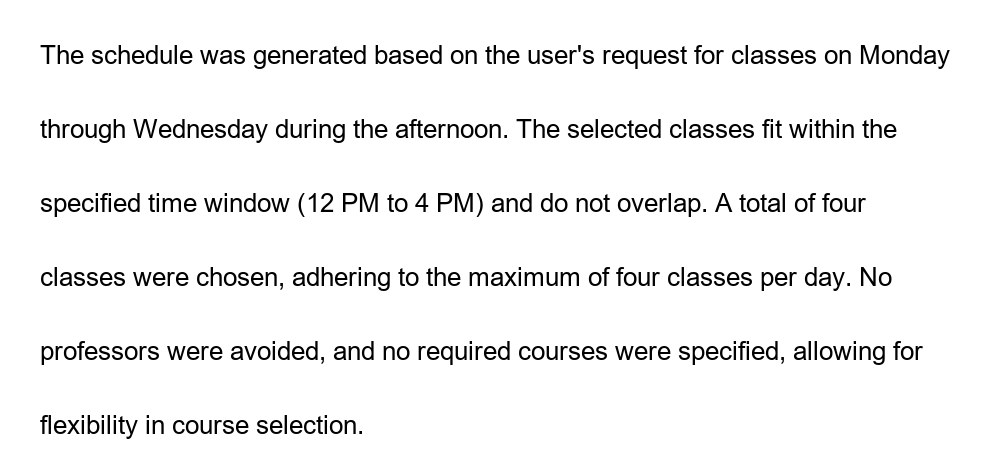 The schedule was generated based on the user's request for classes on Monday
through Wednesday during the afternoon. The selected classes fit within the
specified time window (12 PM to 4 PM) and do not overlap. A total of four
classes were chosen, adhering to the maximum of four classes per day. No
professors were avoided, and no required courses were specified, allowing for
flexibility in course selection.